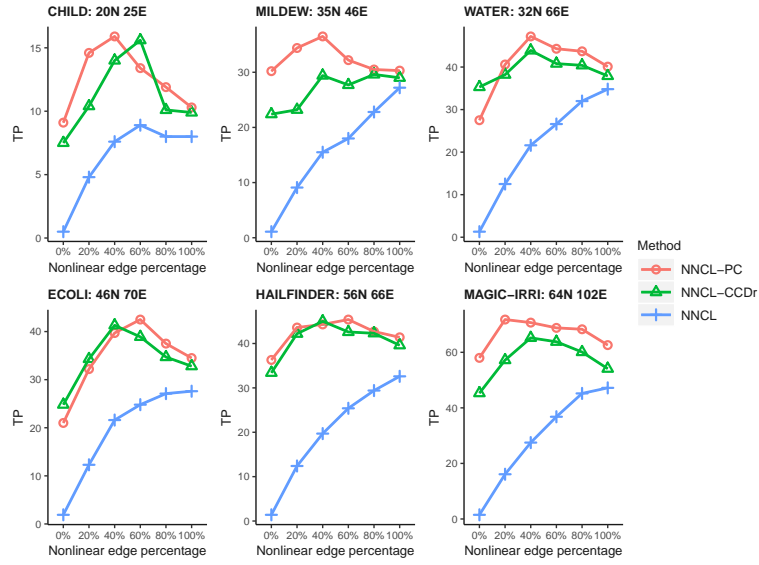 CHILD: 20N 25E
TP
15
10
5
0
0% 20% 40% 60% 80% 100%
Nonlinear edge percentage
MILDEW: 35N 46E
TP
30
20
10
0
0% 20% 40% 60% 80% 100%
Nonlinear edge percentage
WATER: 32N 66E
TP
40
30
20
10
0
0% 20% 40% 60% 80% 100%
Nonlinear edge percentage
Method
NNCL−PC
NNCL−CCDr
NNCL
ECOLI: 46N 70E
TP
40
30
20
10
0
0% 20% 40% 60% 80% 100%
Nonlinear edge percentage
HAILFINDER: 56N 66E
TP
40
30
20
10
0
0% 20% 40% 60% 80% 100%
Nonlinear edge percentage
MAGIC−IRRI: 64N 102E
TP
60
40
20
0
0% 20% 40% 60% 80% 100%
Nonlinear edge percentage